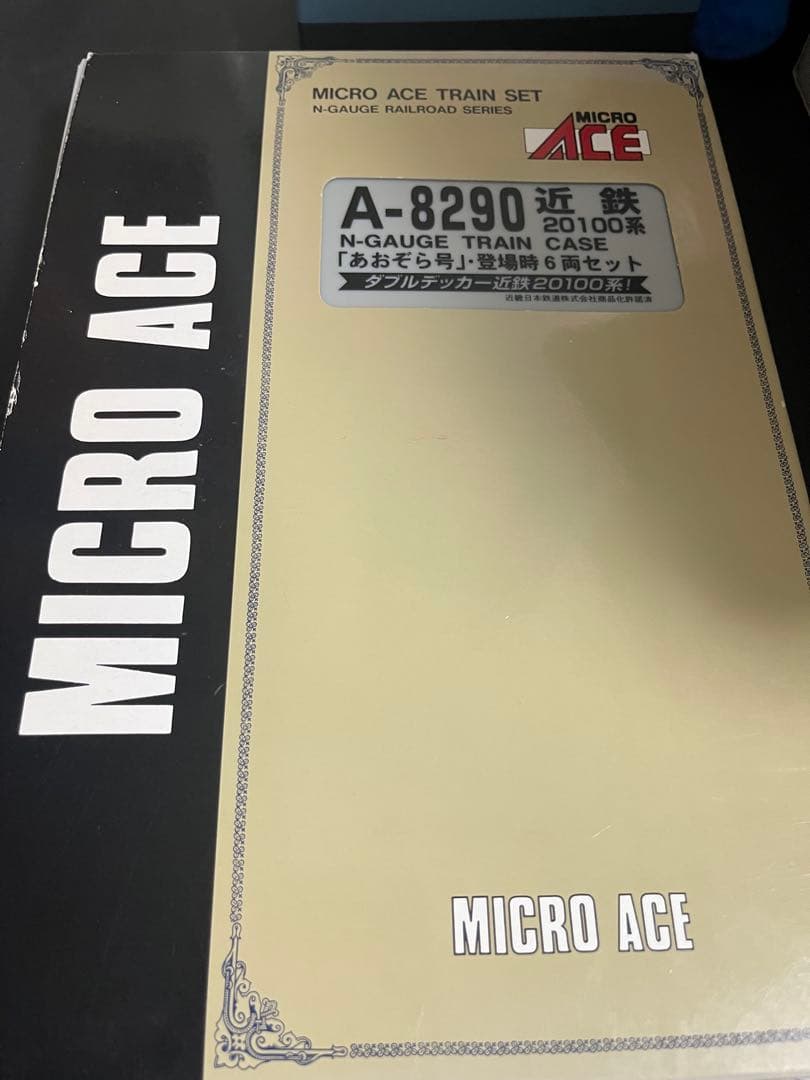 MICRO ACE
MICRO ACE TRAIN SET
N-GAUGE RAILROAD SERIES
MICRO
ACE
A-8290 近鉄
20100系
N-GAUGE TRAIN CASE
「あおぞら号」・登場時6両セット
ダブルデッカー近鉄20100系!
近畿日本鉄道株式会社商品化許諾済
MICRO ACE